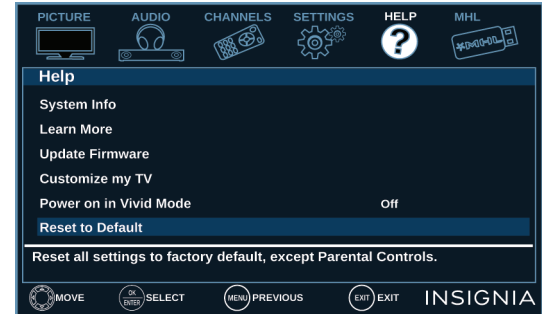 PICTURE AUDIO CHANNELS SETTINGS HELP MHL
?
Help
System Info
Learn More
Update Firmware
Customize my TV
Power on in Vivid Mode Off
Reset to Default
Reset all settings to factory default, except Parental Controls.
MOVE OK ENTER SELECT MENU PREVIOUS EXIT EXIT INSIGNIA